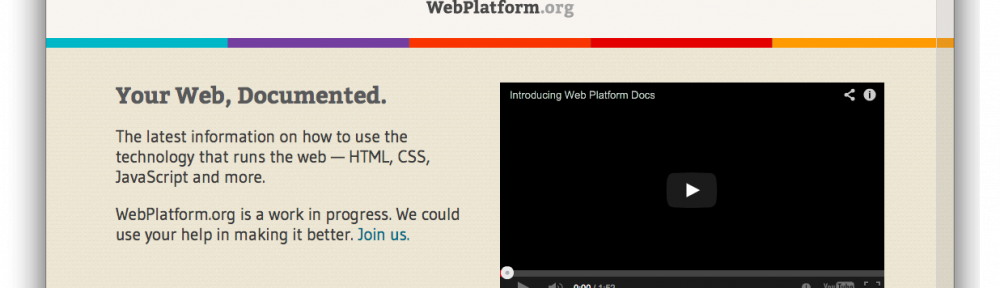 WebPlatform.org
Your Web, Documented.
The latest information on how to use the
technology that runs the web — HTML, CSS,
JavaScript and more.
WebPlatform.org is a work in progress. We could
use your help in making it better. Join us.
Introducing Web Platform Docs
0:00 / 1:52
YouTube